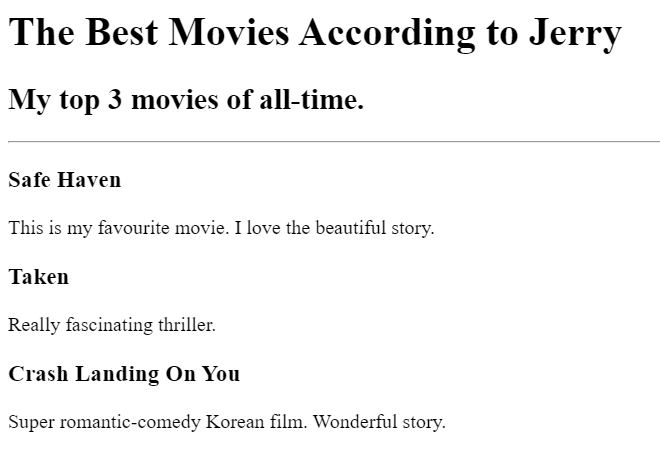 The Best Movies According to Jerry
My top 3 movies of all-time.
Safe Haven
This is my favourite movie. I love the beautiful story.
Taken
Really fascinating thriller.
Crash Landing On You
Super romantic-comedy Korean film. Wonderful story.